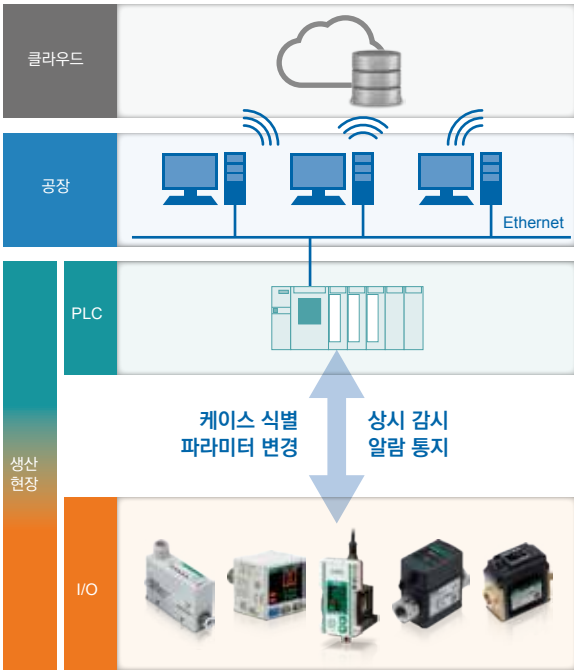 클라우드
공장
Ethernet
PLC
케이스 식별
파라미터 변경
상시 감시
알람 통지
생산
현장
I/O